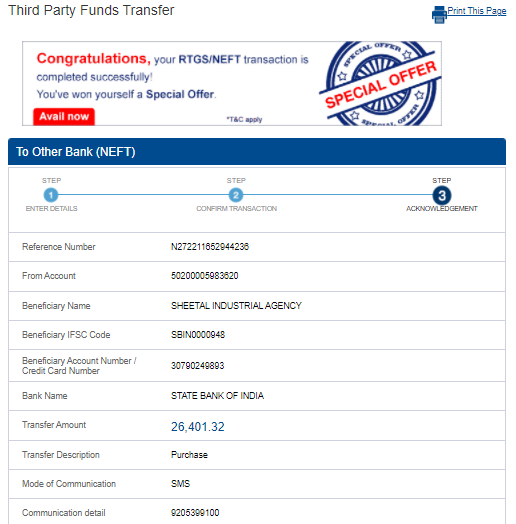 Third Party Funds Transfer
Print This Page
Congratulations, your RTGS/NEFT transaction is
completed successfully!
You've won yourself a Special Offer.
Avail now
*T&C apply
SPECIAL OFFER
SPECIAL OFFER
SPECIAL OFFER
To Other Bank (NEFT)
STEP STEP STEP
1 2 3
ENTER DETAILS CONFIRM TRANSACTION ACKNOWLEDGEMENT
Reference Number N272211652944236
From Account 50200005983620
Beneficiary Name SHEETAL INDUSTRIAL AGENCY
Beneficiary IFSC Code SBIN0000948
Beneficiary Account Number /
Credit Card Number 30790249893
Bank Name STATE BANK OF INDIA
Transfer Amount 26,401.32
Transfer Description Purchase
Mode of Communication SMS
Communication detail 9205399100